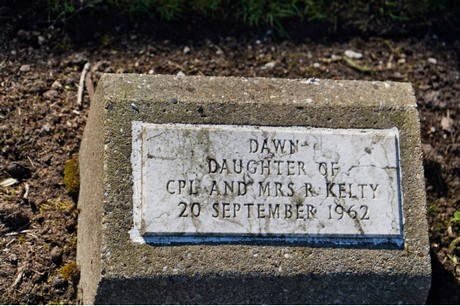 DAWN
DAUGHTER OF
CPL AND MRS R. KELTY
20 SEPTEMBER 1962